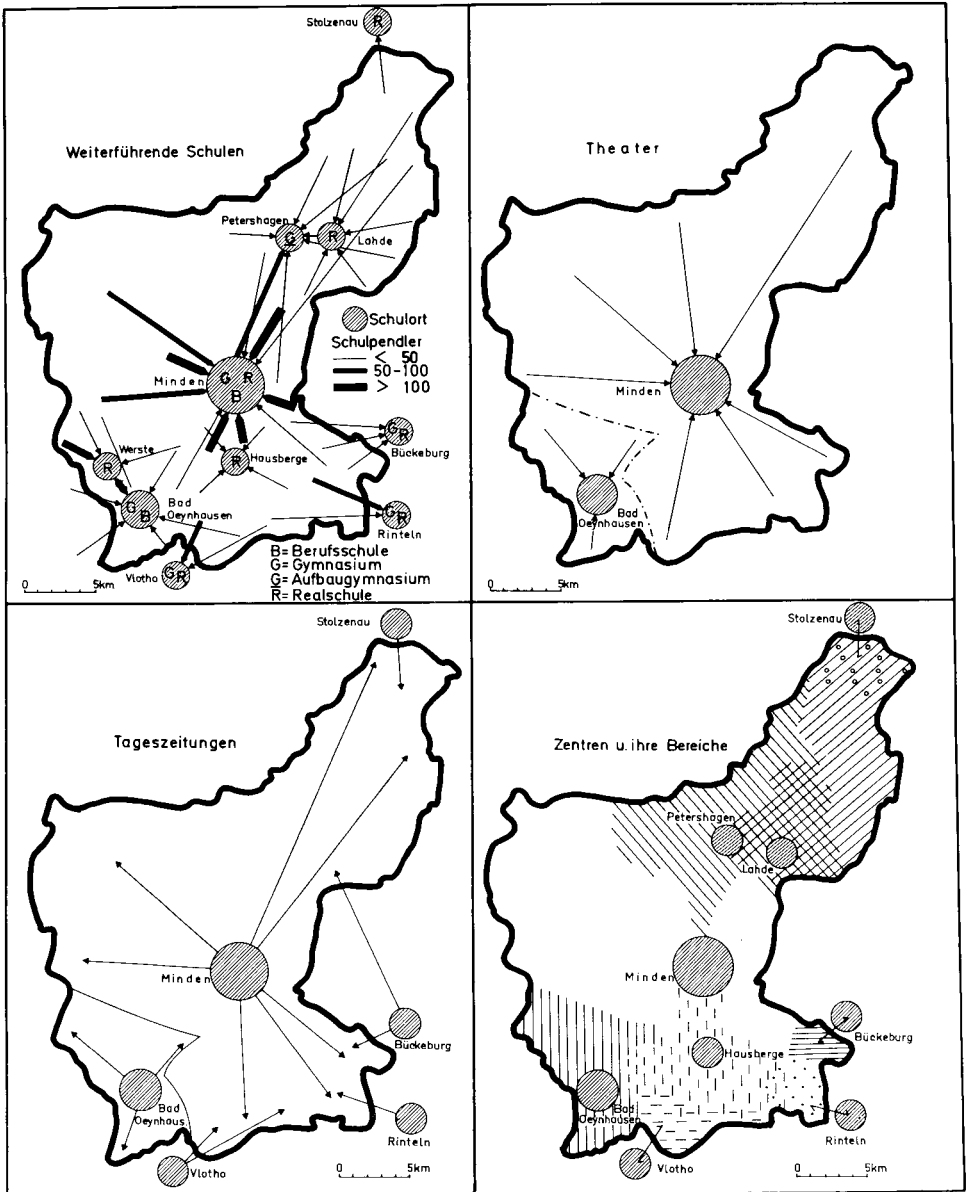 Stolzenau
R
Weiterführende Schulen
Petershagen
G
R
Lahde
Schulort
Schulpendler
< 50
50-100
> 100
Minden
G R
B
Werste
R
R
Hausberge
G R
Bückeburg
G B
Bad
Oeynhausen
G R
Rinteln
G R
Vlotho
B= Berufsschule
G= Gymnasium
G= Aufbaugymnasium
R= Realschule
0 5km
Theater
Minden
Bad
Oeynhausen
0 5km
Stolzenau
Tageszeitungen
Minden
Bückeburg
Bad
Oeynhaus.
Rinteln
Vlotho
0 5km
Stolzenau
Zentren u. ihre Bereiche
Petershagen
Lahde
Minden
Bückeburg
Hausberge
Bad
Oeynhausen
Rinteln
Vlotho
0 5km